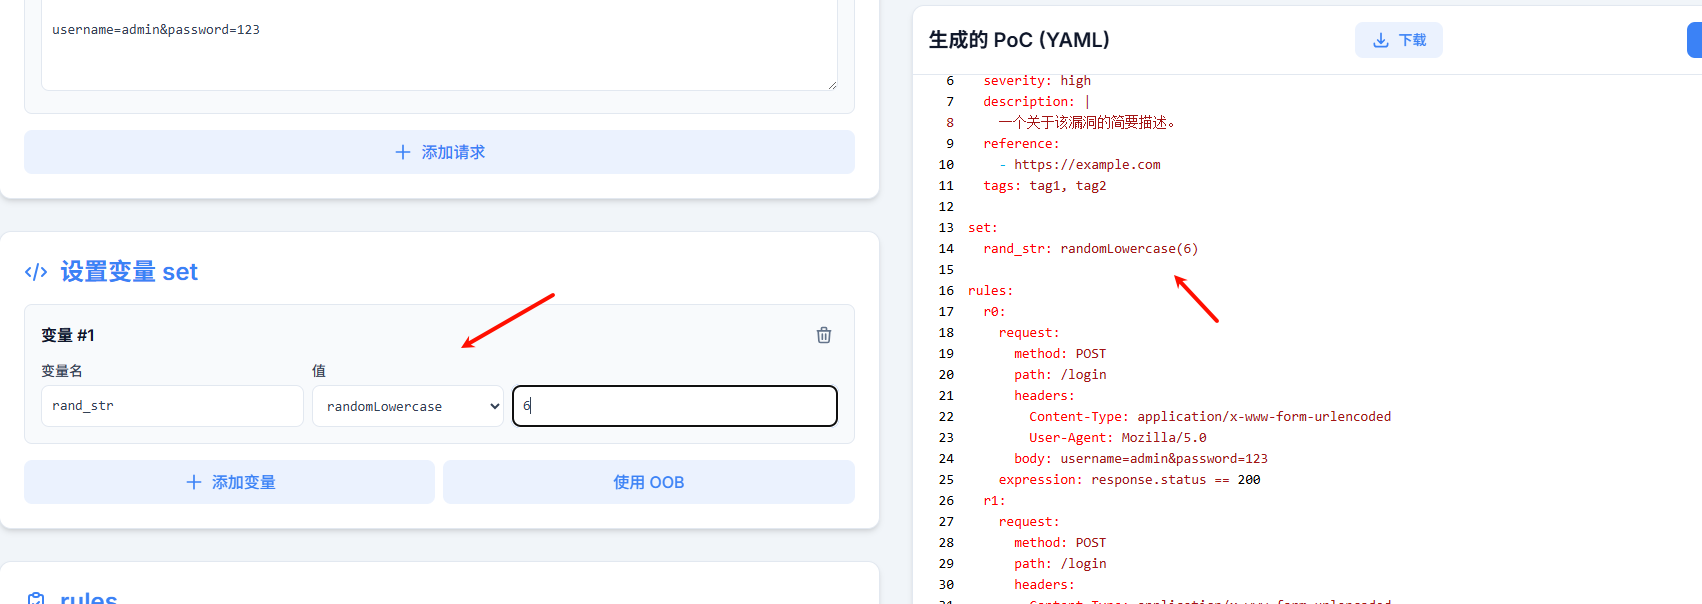 username=admin&password=123
添加请求
设置变量 set
变量 #1
变量名
值
rand_str
randomLowercase
6
添加变量
使用 OOB
rules
生成的 PoC (YAML)
下载
6 severity: high
7 description: |
8 一个关于该漏洞的简要描述。
9 reference:
10 - https://example.com
11 tags: tag1, tag2
12
13 set:
14 rand_str: randomLowercase(6)
15
16 rules:
17 r0:
18 request:
19 method: POST
20 path: /login
21 headers:
22 Content-Type: application/x-www-form-urlencoded
23 User-Agent: Mozilla/5.0
24 body: username=admin&password=123
25 expression: response.status == 200
26 r1:
27 request:
28 method: POST
29 path: /login
30 headers:
31 Content-Type: application/x-www-form-urlencoded